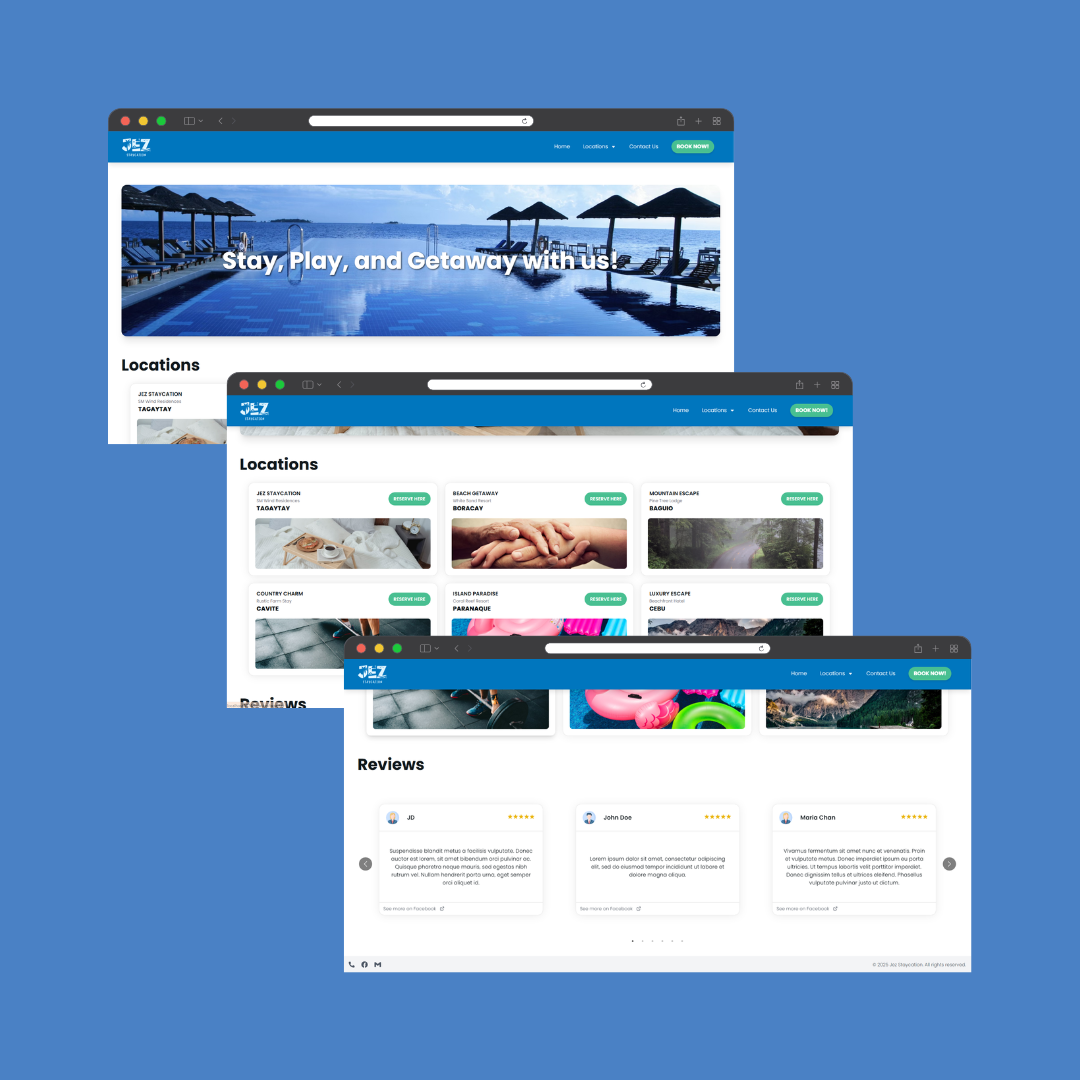 JEZ
STAYCATION
Home
Locations
Contact Us
BOOK NOW!
Stay, Play, and Getaway with us!
Locations
JEZ STAYCATION
SM Wind Residences
TAGAYTAY
JEZ
STAYCATION
Home
Locations
Contact Us
BOOK NOW!
Locations
JEZ STAYCATION
SM Wind Residences
TAGAYTAY
RESERVE HERE
BEACH GETAWAY
White Sand Resort
BORACAY
RESERVE HERE
MOUNTAIN ESCAPE
Pine Tree Lodge
BAGUIO
RESERVE HERE
COUNTRY CHARM
Rustic Farm Stay
CAVITE
RESERVE HERE
ISLAND PARADISE
Coral Reef Resort
PARANAQUE
RESERVE HERE
LUXURY ESCAPE
Beachfront Hotel
CEBU
RESERVE HERE
Reviews
JEZ
STAYCATION
Home
Locations
Contact Us
BOOK NOW!
Reviews
JD
Suspendisse blandit metus a facilisis vulputate. Donec
auctor est lorem, sit amet bibendum orci pulvinar ac.
Quisque pharetra neque mauris, sed egestas nibh
rutrum vel. Nullam hendrerit porta urna, eget semper
orci aliquet id.
See more on Facebook
John Doe
Lorem ipsum dolor sit amet, consectetur adipiscing
elit, sed do eiusmod tempor incididunt ut labore et
dolore magna aliqua.
See more on Facebook
Maria Chan
Vivamus fermentum sit amet nunc et venenatis. Proin
et vulputate metus. Donec imperdiet ipsum eu porta
ultricies. Ut tempus lobortis velit porttitor imperdiet.
Donec dignissim tellus et ultrices eleifend. Phasellus
vulputate pulvinar justo ut dictum.
See more on Facebook
© 2025 Jez Staycation. All rights reserved.